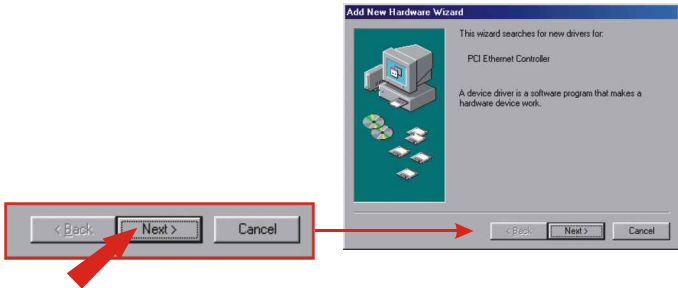 Add New Hardware Wizard
This wizard searches for new drivers for:
PCI Ethernet Controller
A device driver is a software program that makes a
hardware device work.
< Back Next > Cancel
< Back Next > Cancel